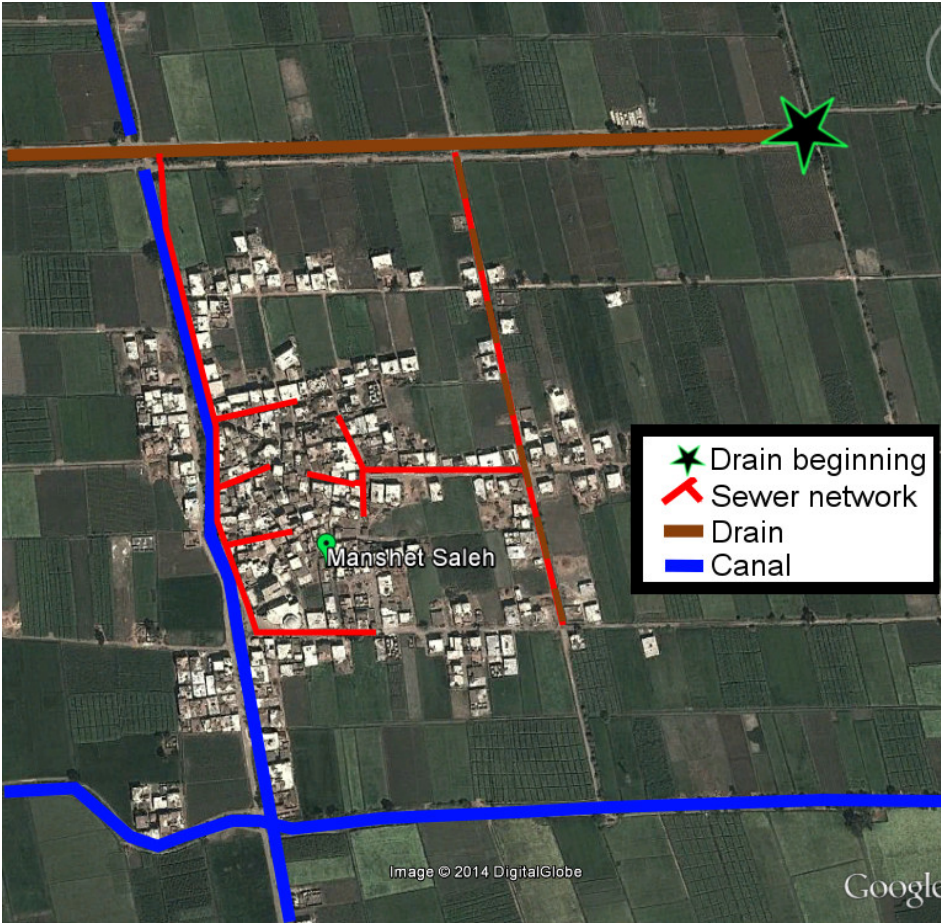 Drain beginning
Sewer network
Drain
Canal
Manshet Saleh
Image © 2014 DigitalGlobe
Google